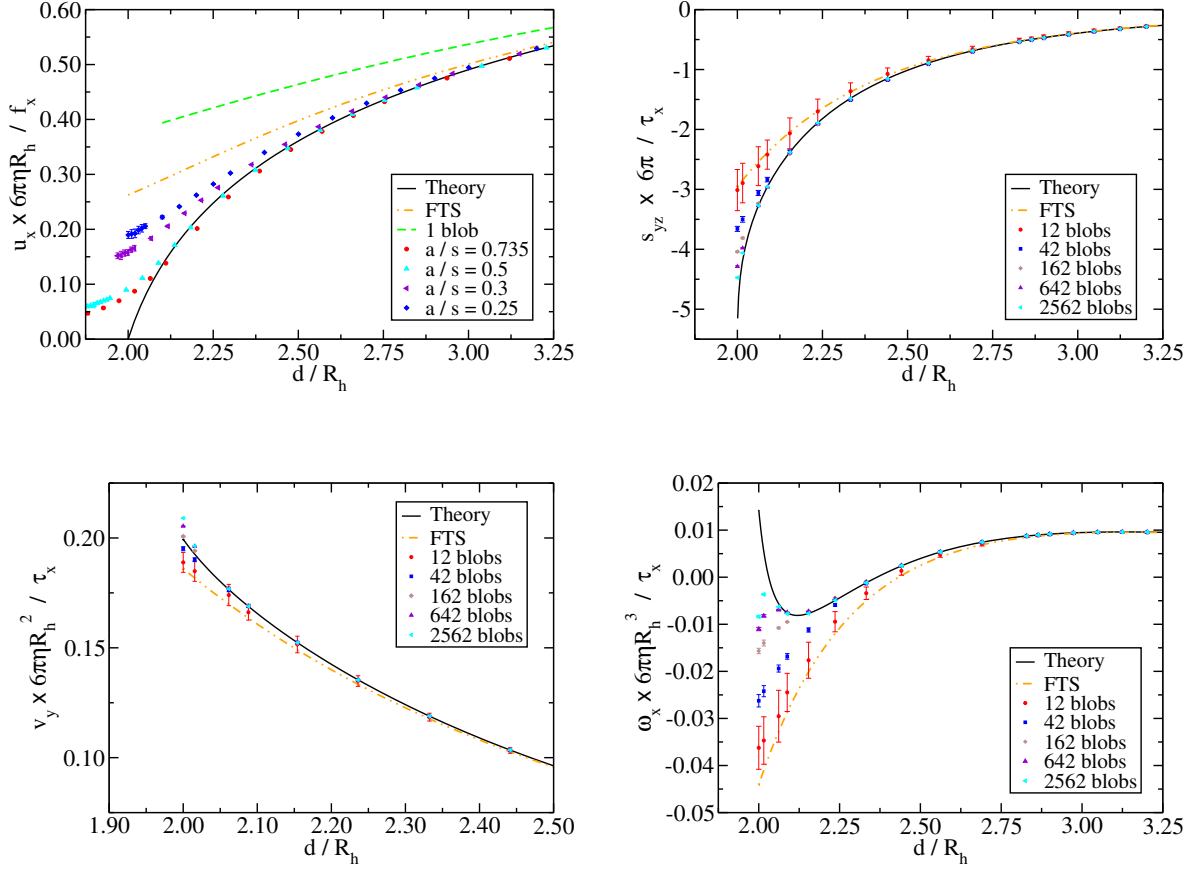 0.60
0.50
0.40
0.30
0.20
0.10
0.00
u_x x 6πηR_h / f_x
2.00 2.25 2.50 2.75 3.00 3.25
d / R_h
Theory
FTS
1 blob
a / s = 0.735
a / s = 0.5
a / s = 0.3
a / s = 0.25
0
-1
-2
-3
-4
-5
s_yz x 6π / τ_x
2.00 2.25 2.50 2.75 3.00 3.25
d / R_h
Theory
FTS
12 blobs
42 blobs
162 blobs
642 blobs
2562 blobs
0.20
0.15
0.10
v_y x 6πηR_h^2 / τ_x
1.90 2.00 2.10 2.20 2.30 2.40 2.50
d / R_h
Theory
FTS
12 blobs
42 blobs
162 blobs
642 blobs
2562 blobs
0.02
0.01
0.00
-0.01
-0.02
-0.03
-0.04
-0.05
ω_x x 6πηR_h^3 / τ_x
2.00 2.25 2.50 2.75 3.00 3.25
d / R_h
Theory
FTS
12 blobs
42 blobs
162 blobs
642 blobs
2562 blobs